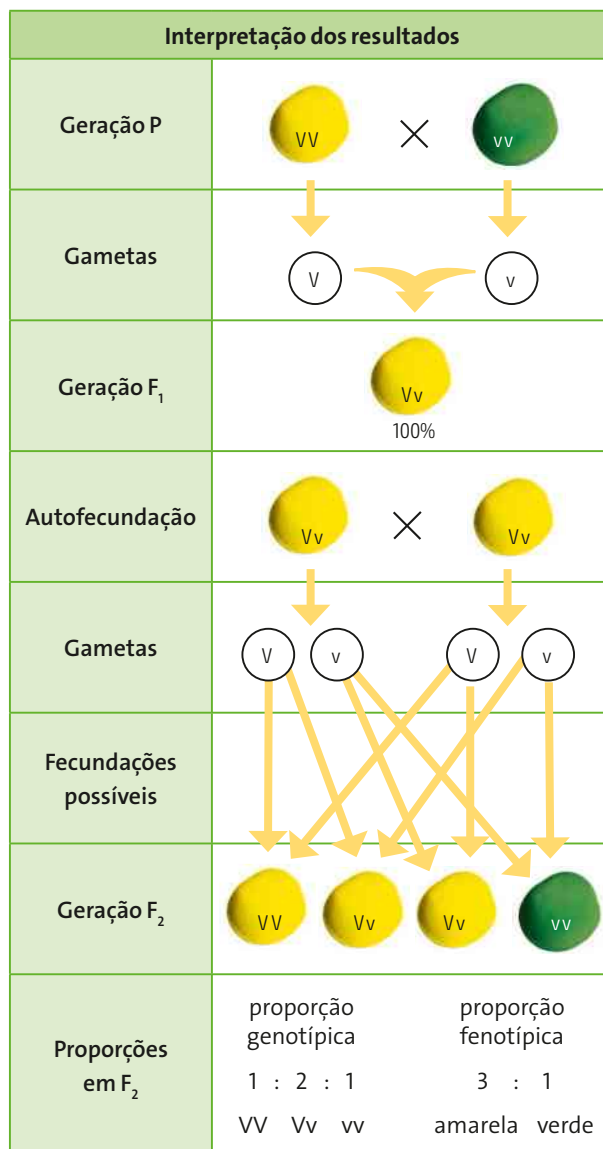 Interpretação dos resultados
Geração P
VV
×
vv
Gametas
V
v
Geração F₁
Vv
100%
Autofecundação
Vv
×
Vv
Gametas
V
v
V
v
Fecundações
possíveis
Geração F₂
VV
Vv
Vv
vv
Proporções
em F₂
proporção
genotípica
1 : 2 : 1
VV Vv vv
proporção
fenotípica
3 : 1
amarela verde